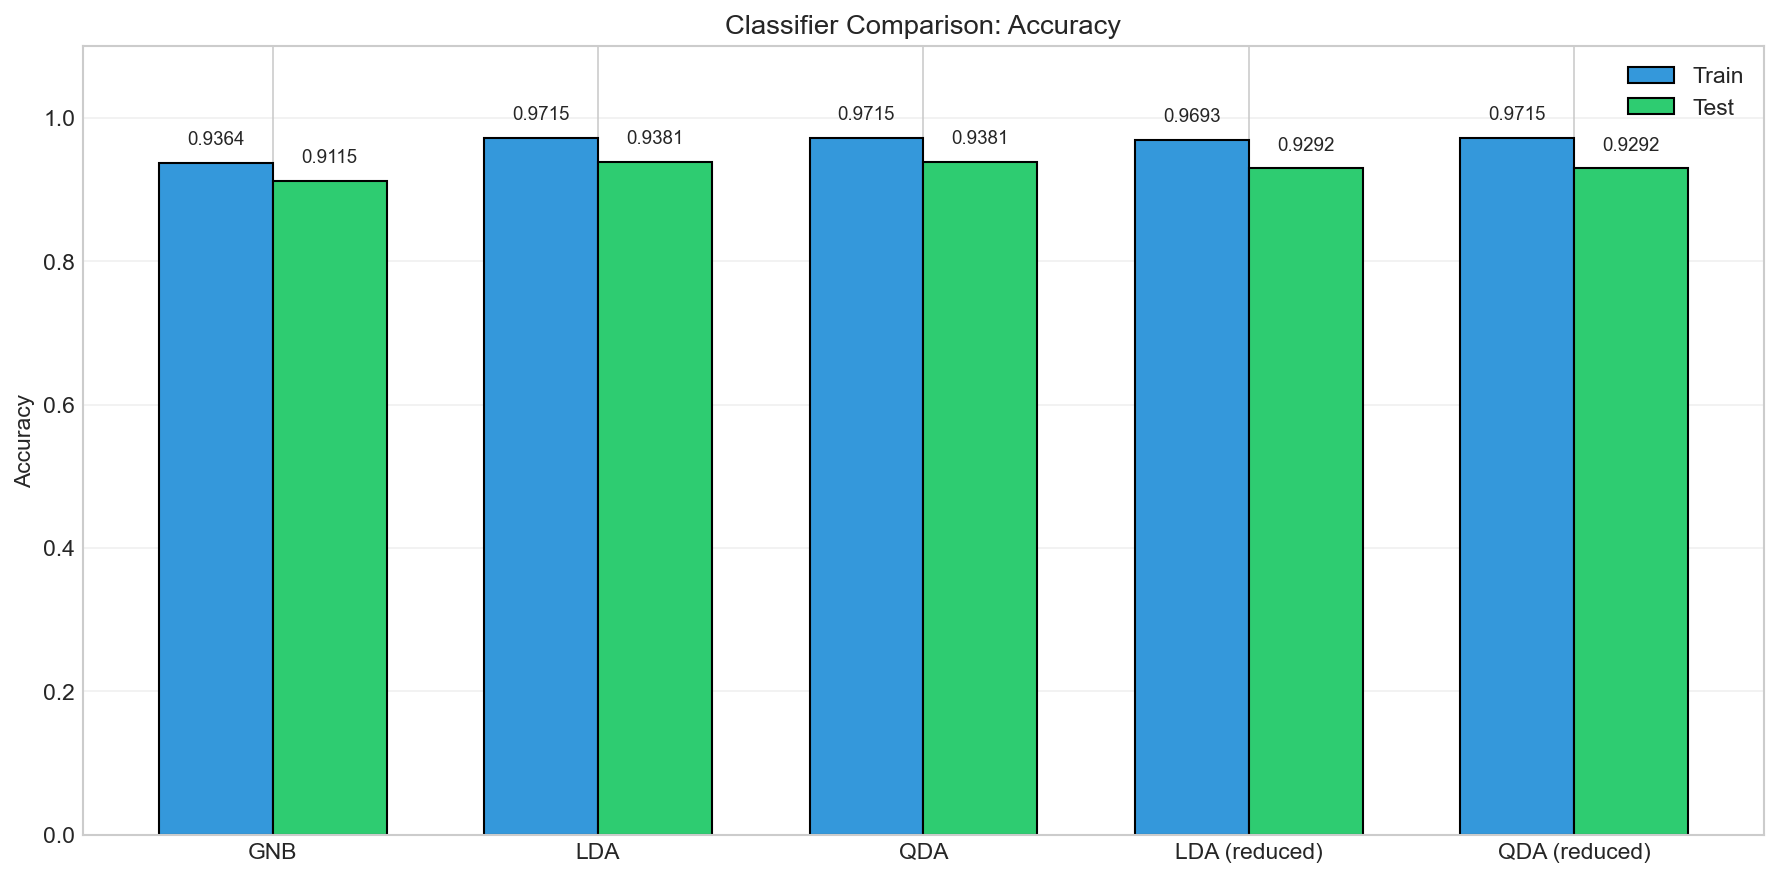 Classifier Comparison: Accuracy
Train
Test
Accuracy
1.0
0.8
0.6
0.4
0.2
0.0
0.9364
0.9115
0.9715
0.9381
0.9715
0.9381
0.9693
0.9292
0.9715
0.9292
GNB
LDA
QDA
LDA (reduced)
QDA (reduced)